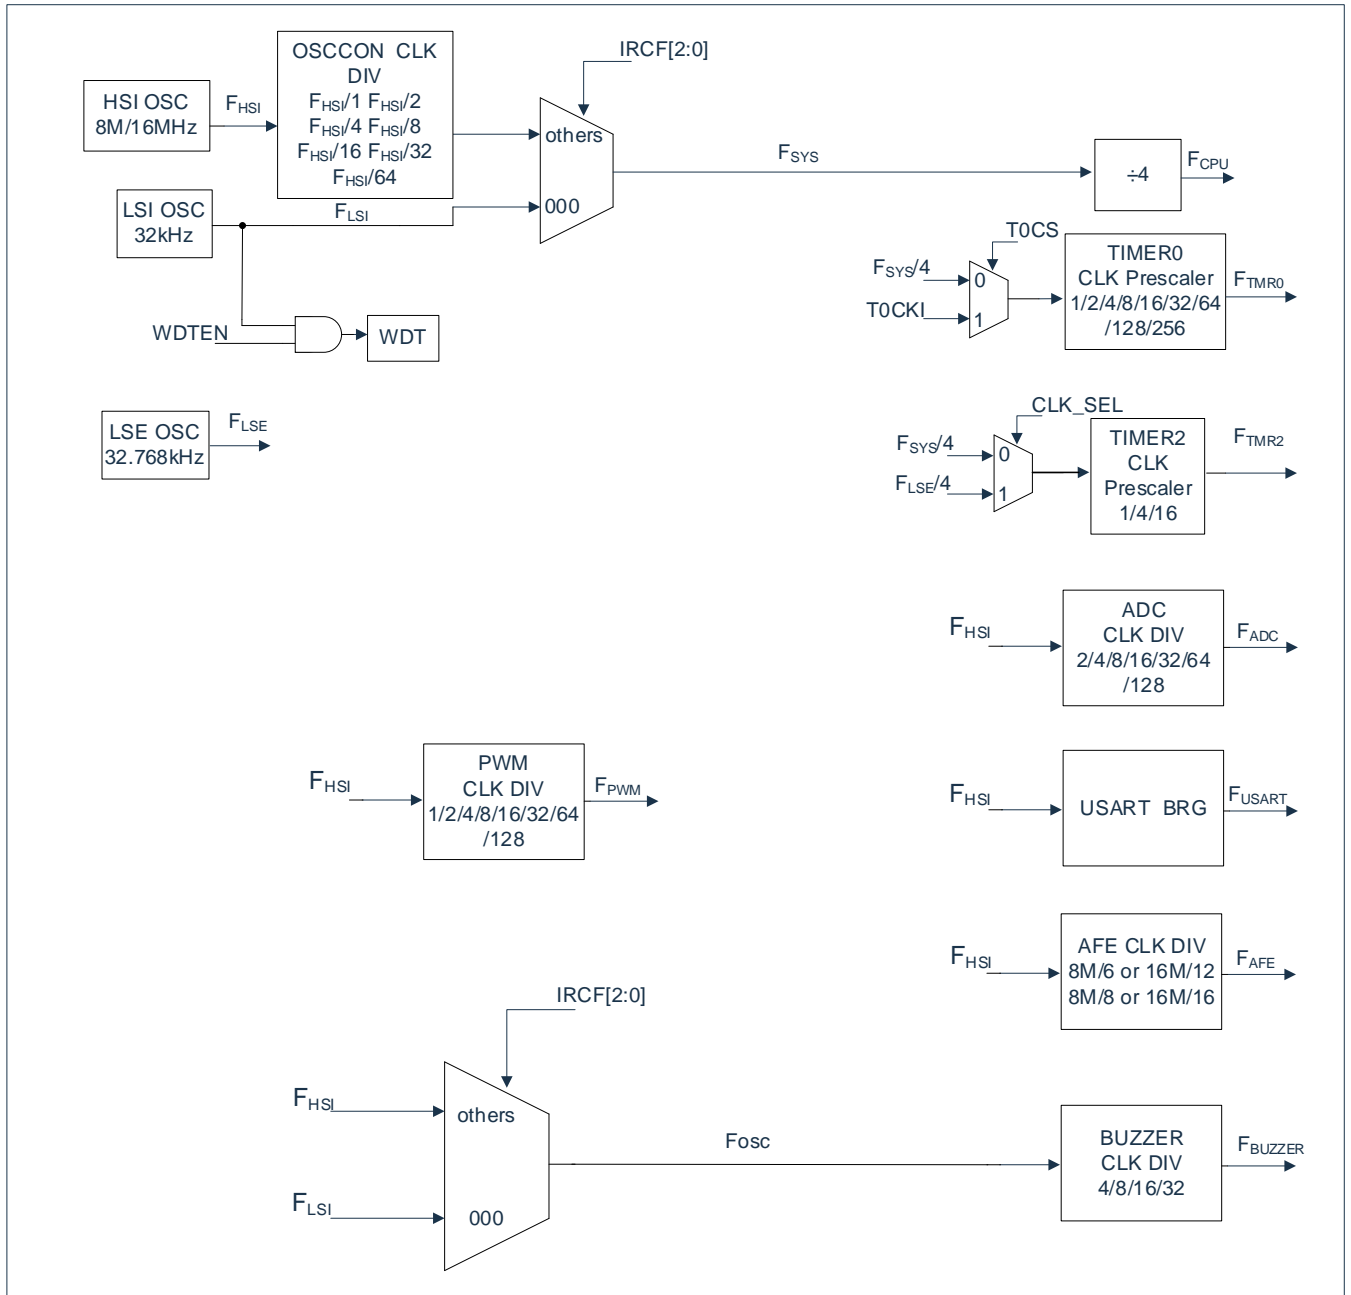 IRCF[2:0]
OSCCON CLK
DIV
FHSI/1 FHSI/2
FHSI/4 FHSI/8
FHSI/16 FHSI/32
FHSI/64
HSI OSC
8M/16MHz
FHSI
others
000
FSYS
÷4
FCPU
LSI OSC
32kHz
FLSI
WDTEN
WDT
T0CS
FSYS/4
T0CKI
0
1
TIMER0
CLK Prescaler
1/2/4/8/16/32/64
/128/256
FTMR0
LSE OSC
32.768kHz
FLSE
CLK_SEL
FSYS/4
FLSE/4
0
1
TIMER2
CLK
Prescaler
1/4/16
FTMR2
FHSI
ADC
CLK DIV
2/4/8/16/32/64
/128
FADC
FHSI
PWM
CLK DIV
1/2/4/8/16/32/64
/128
FPWM
FHSI
USART BRG
FUSART
FHSI
AFE CLK DIV
8M/6 or 16M/12
8M/8 or 16M/16
FAFE
IRCF[2:0]
FHSI
FLSI
others
000
Fosc
BUZZER
CLK DIV
4/8/16/32
FBUZZER